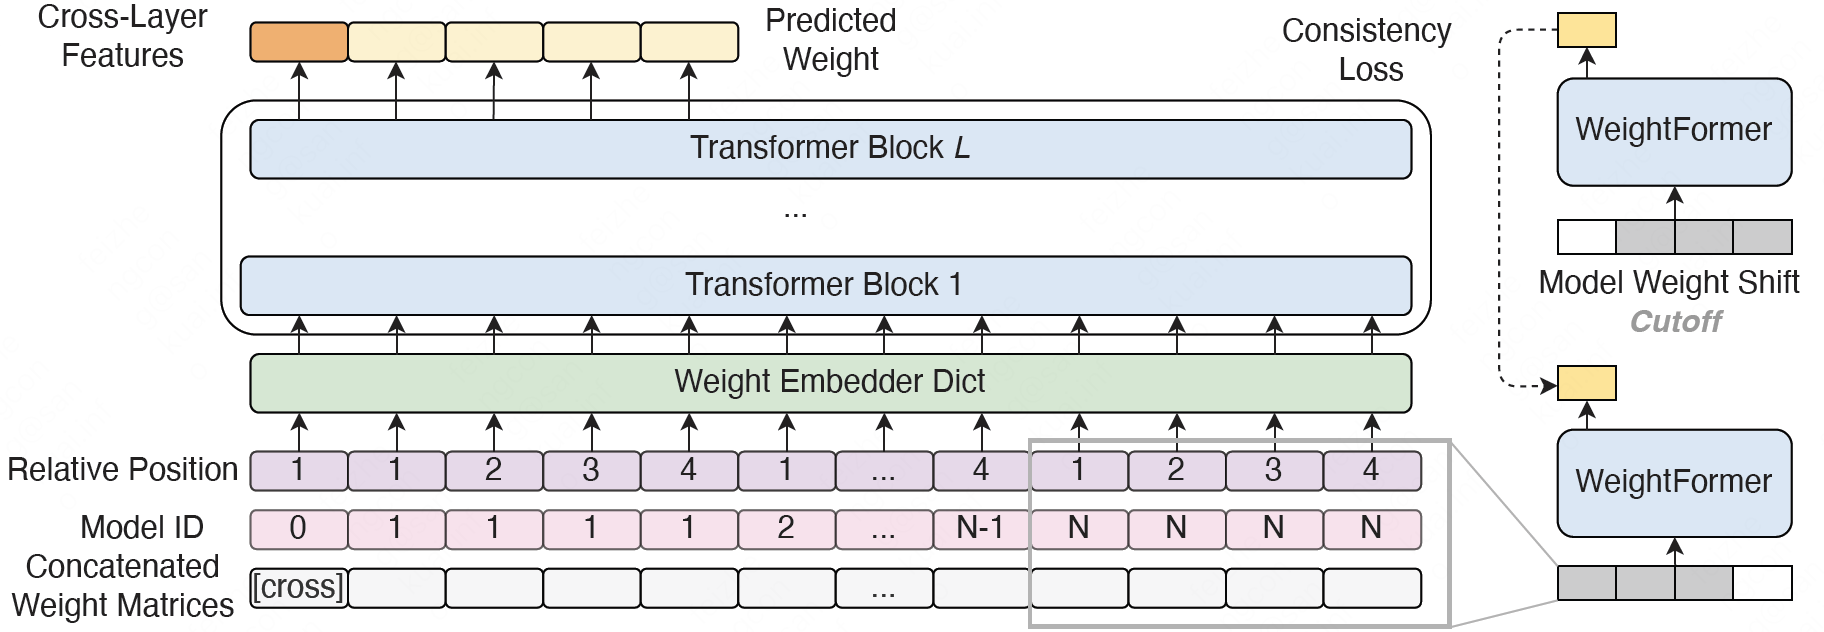 Cross-Layer
Features
Predicted
Weight
Consistency
Loss
WeightFormer
Transformer Block L
...
Model Weight Shift
Cutoff
Transformer Block 1
Weight Embedder Dict
Relative Position 1 1 2 3 4 1 ... 4 1 2 3 4
WeightFormer
Model ID 0 1 1 1 1 2 ... N-1 N N N N
Concatenated
Weight Matrices [cross] ...